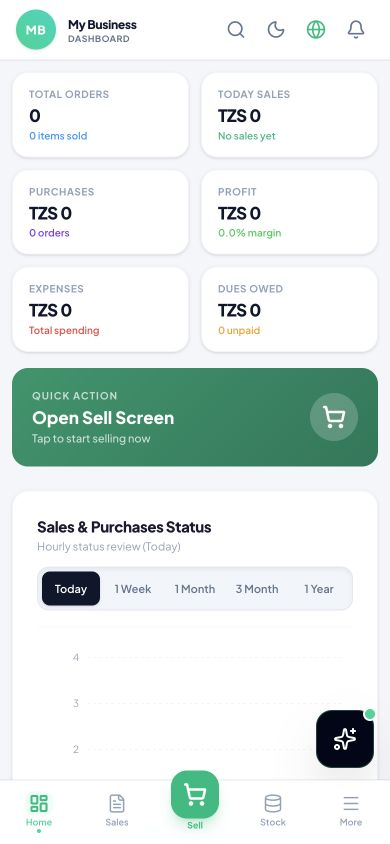 MB
My Business
DASHBOARD
TOTAL ORDERS
0
0 items sold
TODAY SALES
TZS 0
No sales yet
PURCHASES
TZS 0
0 orders
PROFIT
TZS 0
0.0% margin
EXPENSES
TZS 0
Total spending
DUES OWED
TZS 0
0 unpaid
QUICK ACTION
Open Sell Screen
Tap to start selling now
Sales & Purchases Status
Hourly status review (Today)
Today 1 Week 1 Month 3 Month 1 Year
4
3
2
Home Sales Sell Stock More